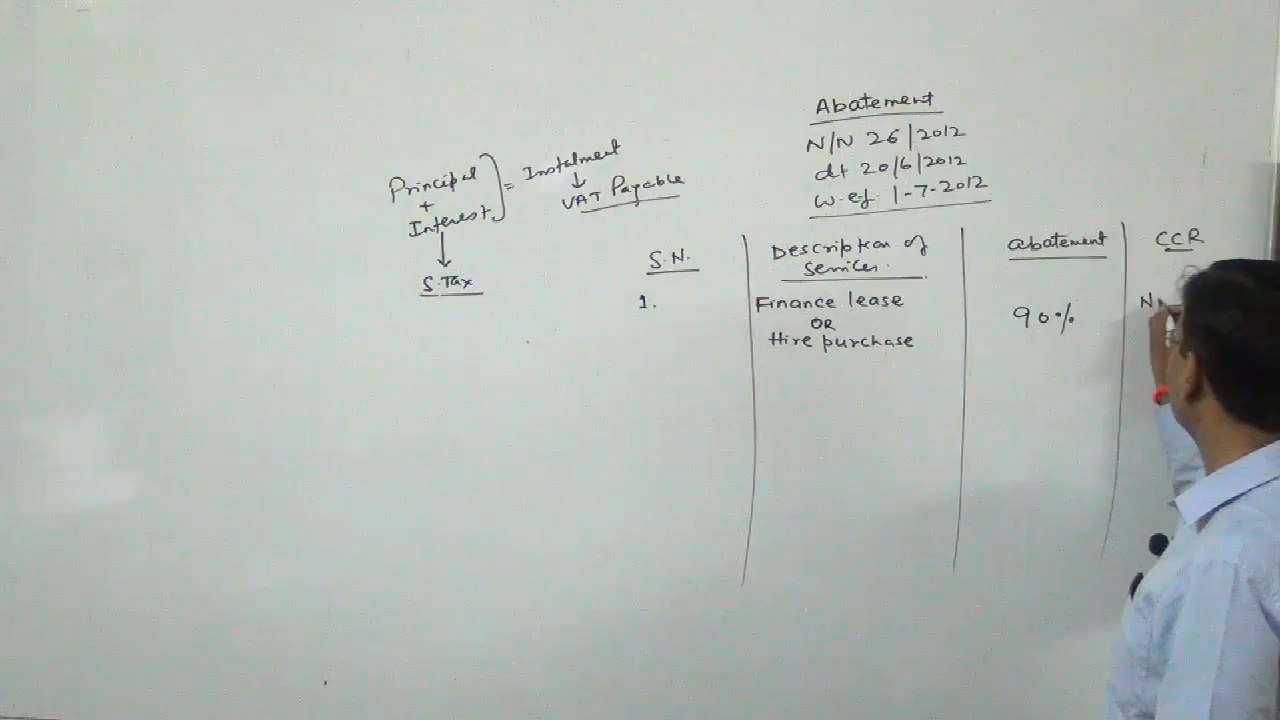 Abatement
N/N 26/2012
dt 20/6/2012
w.e.f. 1-7-2012
Principal
+
Interest
= Instalment
VAT Payable
S.Tax
S.N. Description of services. abatement CCR
1. Finance lease 90%
OR
Hire purchase